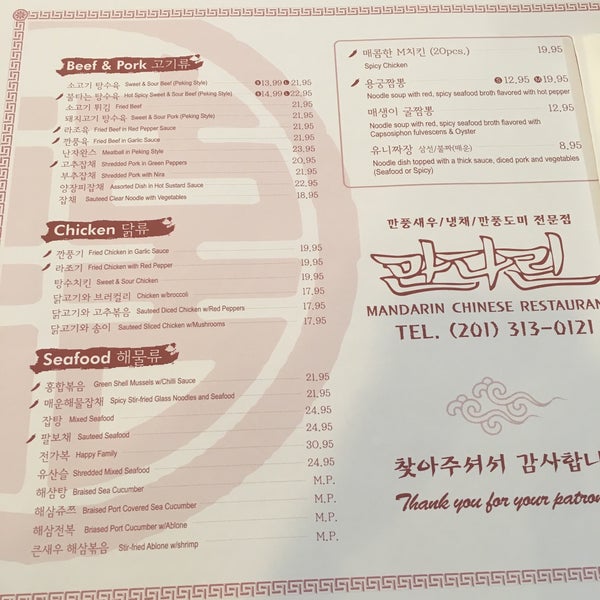 Beef & Pork 고기류
소고기 탕수육 Sweet & Sour Beef (Peking Style) S 13,99 L 21,95
불타는 탕수육 Hot Spicy Sweet & Sour Beef (Peking Style) S 14,99 L 22,95
소고기 튀김 Fried Beef 21,95
돼지고기 탕수육 Sweet & Sour Pork (Peking Style) 21,95
라조육 Fried Beef in Red Pepper Sauce 21,95
깐풍육 Fried Beef in Garlic Sauce 21,95
난자완스 Meatball in Peking Style 23,95
고추잡채 Shredded Pork in Green Peppers 20,95
부추잡채 Shredded Pork with Nira 21,95
양장피잡채 Assorted Dish in Hot Sustard Sauce 22,95
잡채 Sauteed Clear Noodle with Vegetables 18,95
Chicken 닭류
깐풍기 Fried Chicken in Garlic Sauce 19,95
라조기 Fried Chicken with Red Pepper 19,95
탕수치킨 Sweet & Sour Chicken 19,95
닭고기와 브러컬리 Chicken w/broccoli 17,95
닭고기와 고추볶음 Sauteed Diced Chicken w/Red Peppers 17,95
닭고기와 송이 Sauteed Sliced Chicken w/Mushrooms 17,95
Seafood 해물류
홍합볶음 Green Shell Mussels w/Chilli Sauce 21,95
매운해물잡채 Spicy Stir-fried Glass Noodles and Seafood 21,95
잡탕 Mixed Seafood 24,95
팔보채 Sauteed Seafood 24,95
전가복 Happy Family 30,95
유산슬 Shredded Mixed Seafood 24,95
해삼탕 Braised Sea Cucumber M.P.
해삼쥬쯔 Braised Port Covered Sea Cucumber M.P.
해삼전복 Briased Port Cucumber w/Ablone M.P.
큰새우 해삼볶음 Stir-fried Ablone w/shrimp M.P.
매콤한 M치킨 (20pcs,) 19,95
Spicy Chicken
용궁짬뽕 S 12,95 M 19,95
Noodle soup with red, spicy seafood broth flavored with hot pepper
매생이 굴짬뽕 12,95
Noodle soup with red, spicy seafood broth flavored with
Capsosiphon fulvescens & Oyster
유니짜장 삼선/불짜(매운) 8,95
Noodle dish topped with a thick sauce, diced pork and vegetables
(Seafood or Spicy)
깐풍새우/냉채/깐풍도미 전문점
만다린
MANDARIN CHINESE RESTAURAN
TEL. (201) 313-0121
찾아주셔서 감사합니
Thank you for your patron